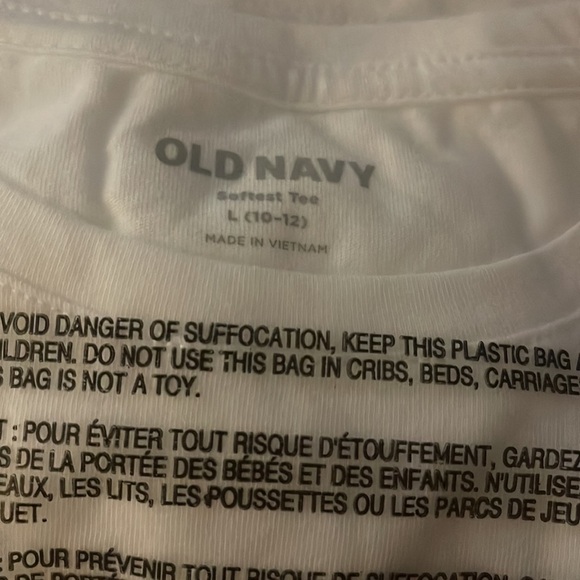 OLD NAVY
Softest Tee
L (10-12)
MADE IN VIETNAM
VOID DANGER OF SUFFOCATION, KEEP THIS PLASTIC BAG
ILDREN. DO NOT USE THIS BAG IN CRIBS, BEDS, CARRIAGE
S BAG IS NOT A TOY.
T : POUR ÉVITER TOUT RISQUE D'ÉTOUFFEMENT, GARDEZ
S DE LA PORTÉE DES BÉBÉS ET DES ENFANTS. N'UTILISE
EAUX, LES LITS, LES POUSSETTES OU LES PARCS DE JEU
UET.
: POUR PRÉVENIR TOUT RISQUE DE SUFFOCATION